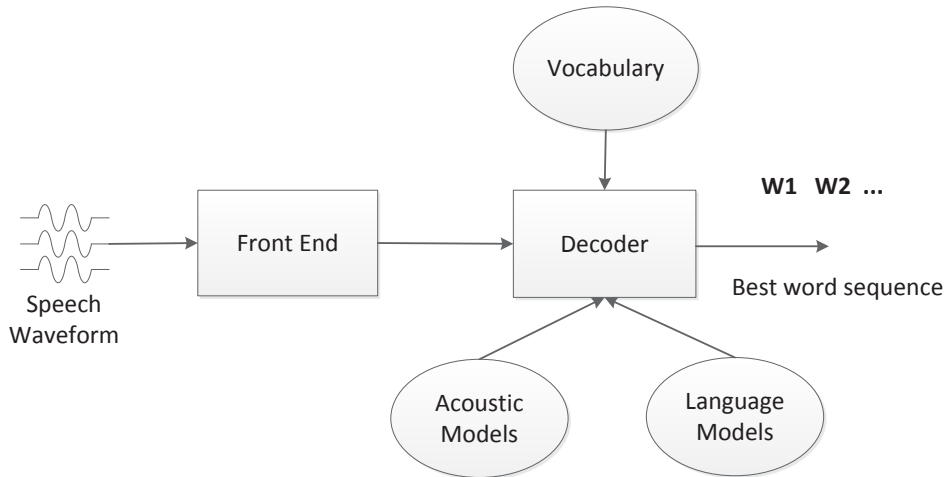 Vocabulary
W1 W2 ...
Front End
Decoder
Speech
Waveform
Best word sequence
Acoustic
Models
Language
Models